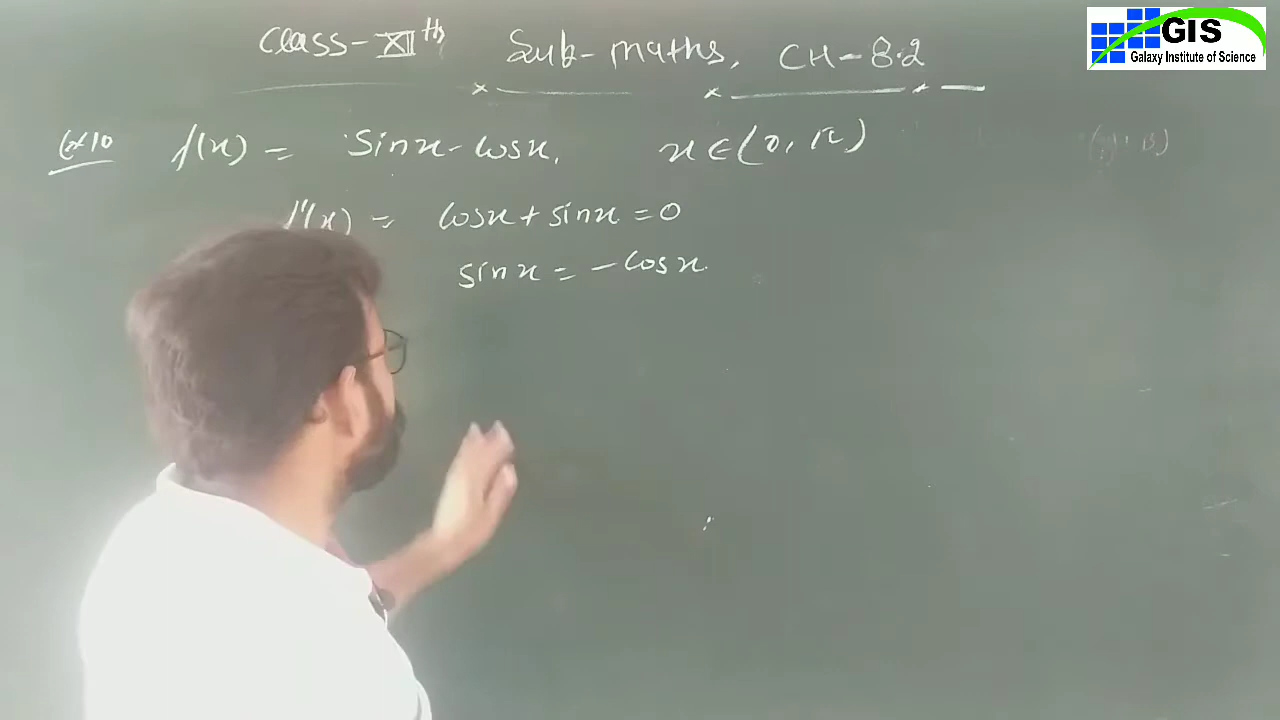 GIS
Galaxy Institute of Science
Class-XIIth Sub-maths, CH-8.2
Ex10 f(x) = Sinx-Cosx, x∈(0, π)
f'(x) = Cosx+sinx=0
sinx = -Cosx.